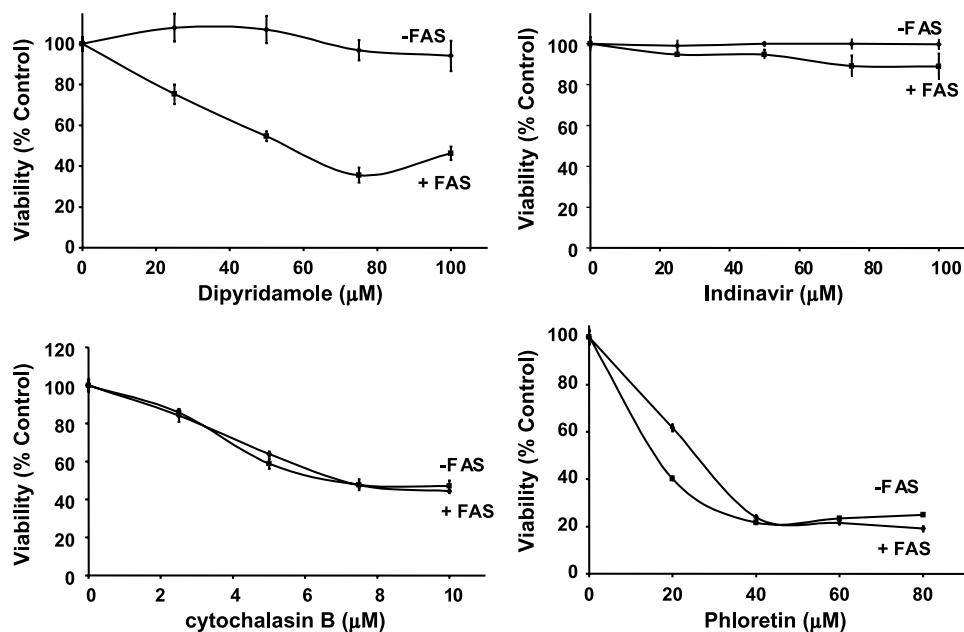 Viability (% Control)
100
80
60
40
20
0
0 20 40 60 80 100
Dipyridamole (µM)
-FAS
+ FAS
Viability (% Control)
100
80
60
40
20
0
0 20 40 60 80 100
Indinavir (µM)
-FAS
+ FAS
Viability (% Control)
120
100
80
60
40
20
0
0 2 4 6 8 10
cytochalasin B (µM)
-FAS
+ FAS
Viability (% Control)
100
80
60
40
20
0
0 20 40 60 80
Phloretin (µM)
-FAS
+ FAS